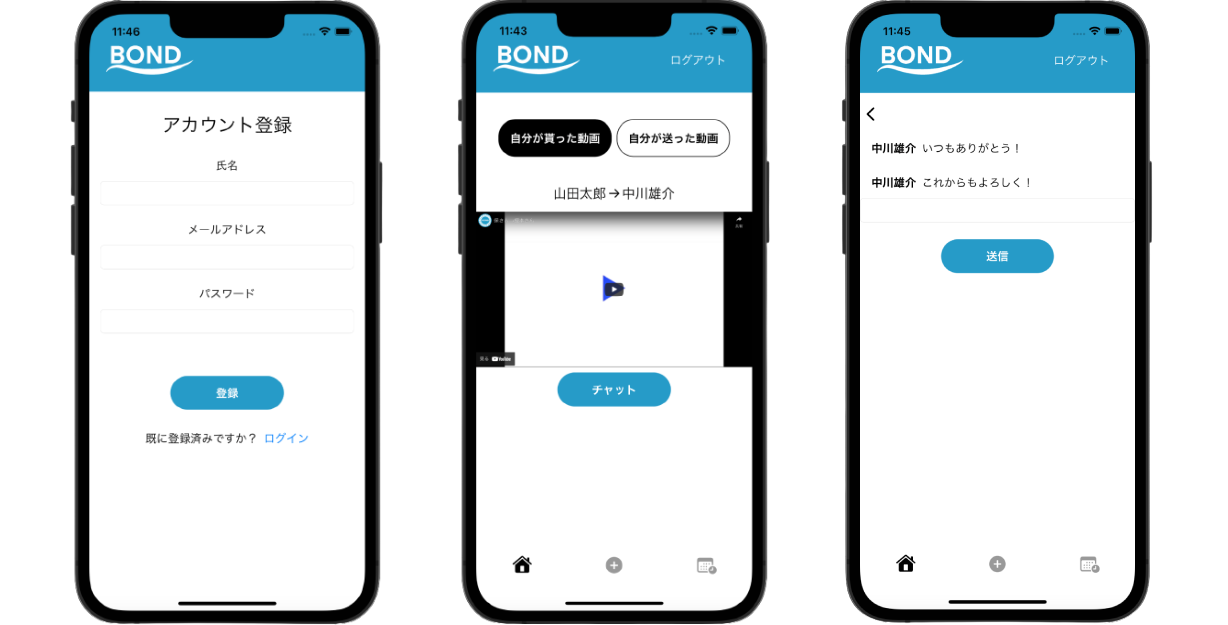 11:46
BOND
アカウント登録
氏名
メールアドレス
パスワード
登録
既に登録済みですか？ ログイン
11:43
BOND
ログアウト
自分が貰った動画
自分が送った動画
山田太郎→中川雄介
共有
見る YouTube
チャット
11:45
BOND
ログアウト
中川雄介 いつもありがとう！
中川雄介 これからもよろしく！
送信